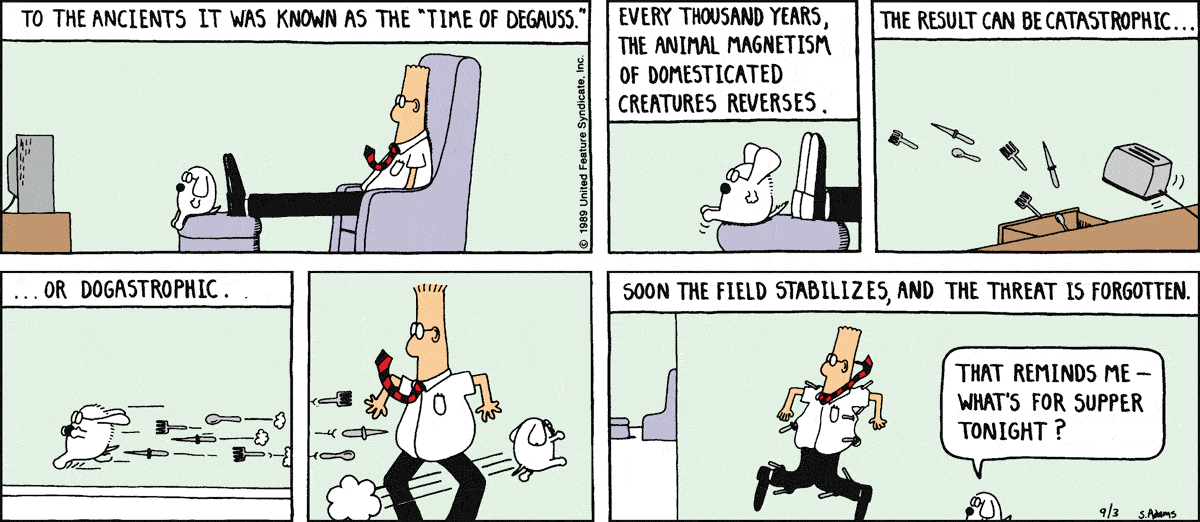 TO THE ANCIENTS IT WAS KNOWN AS THE "TIME OF DEGAUSS."
© 1989 United Feature Syndicate, Inc.
EVERY THOUSAND YEARS,
THE ANIMAL MAGNETISM
OF DOMESTICATED
CREATURES REVERSES.
THE RESULT CAN BE CATASTROPHIC...
...OR DOGASTROPHIC.
SOON THE FIELD STABILIZES, AND THE THREAT IS FORGOTTEN.
THAT REMINDS ME —
WHAT'S FOR SUPPER
TONIGHT?
9/3 S.Adams